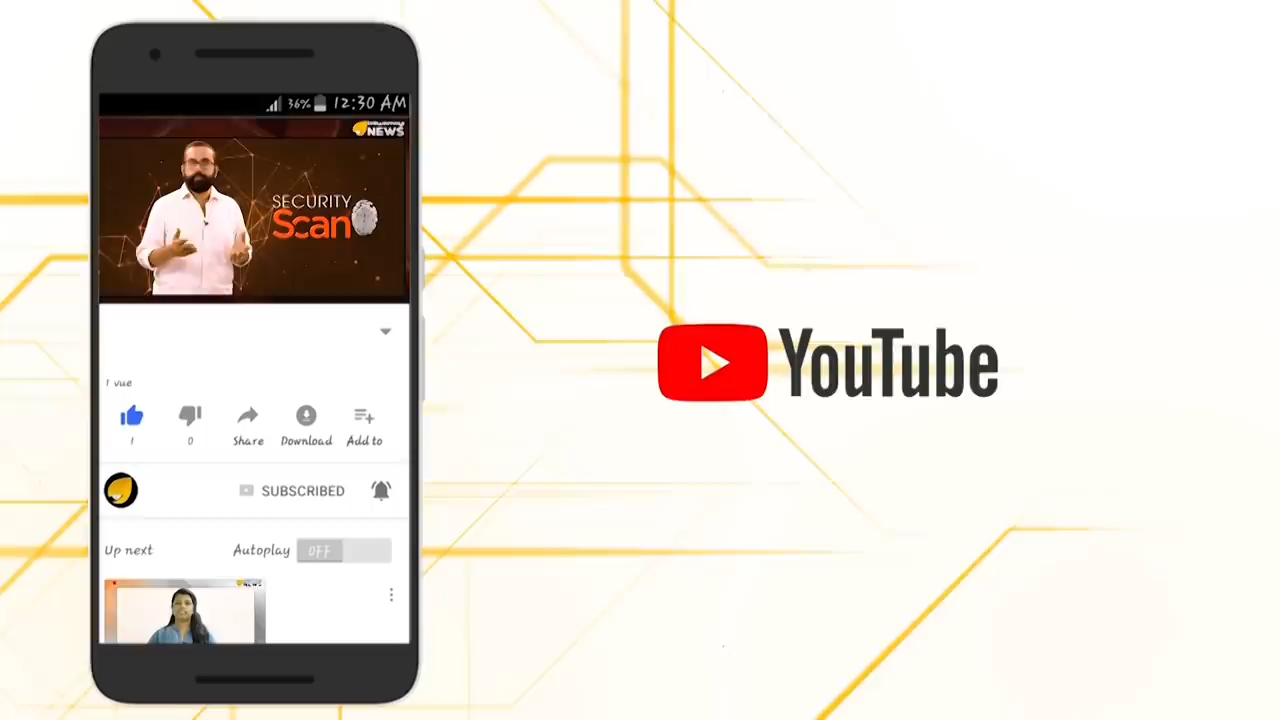 36% 12:30 AM
NEWS
SECURITY
Scan
1 vue
1 0 Share Download Add to
SUBSCRIBED
Up next Autoplay OFF
NEWS
YouTube